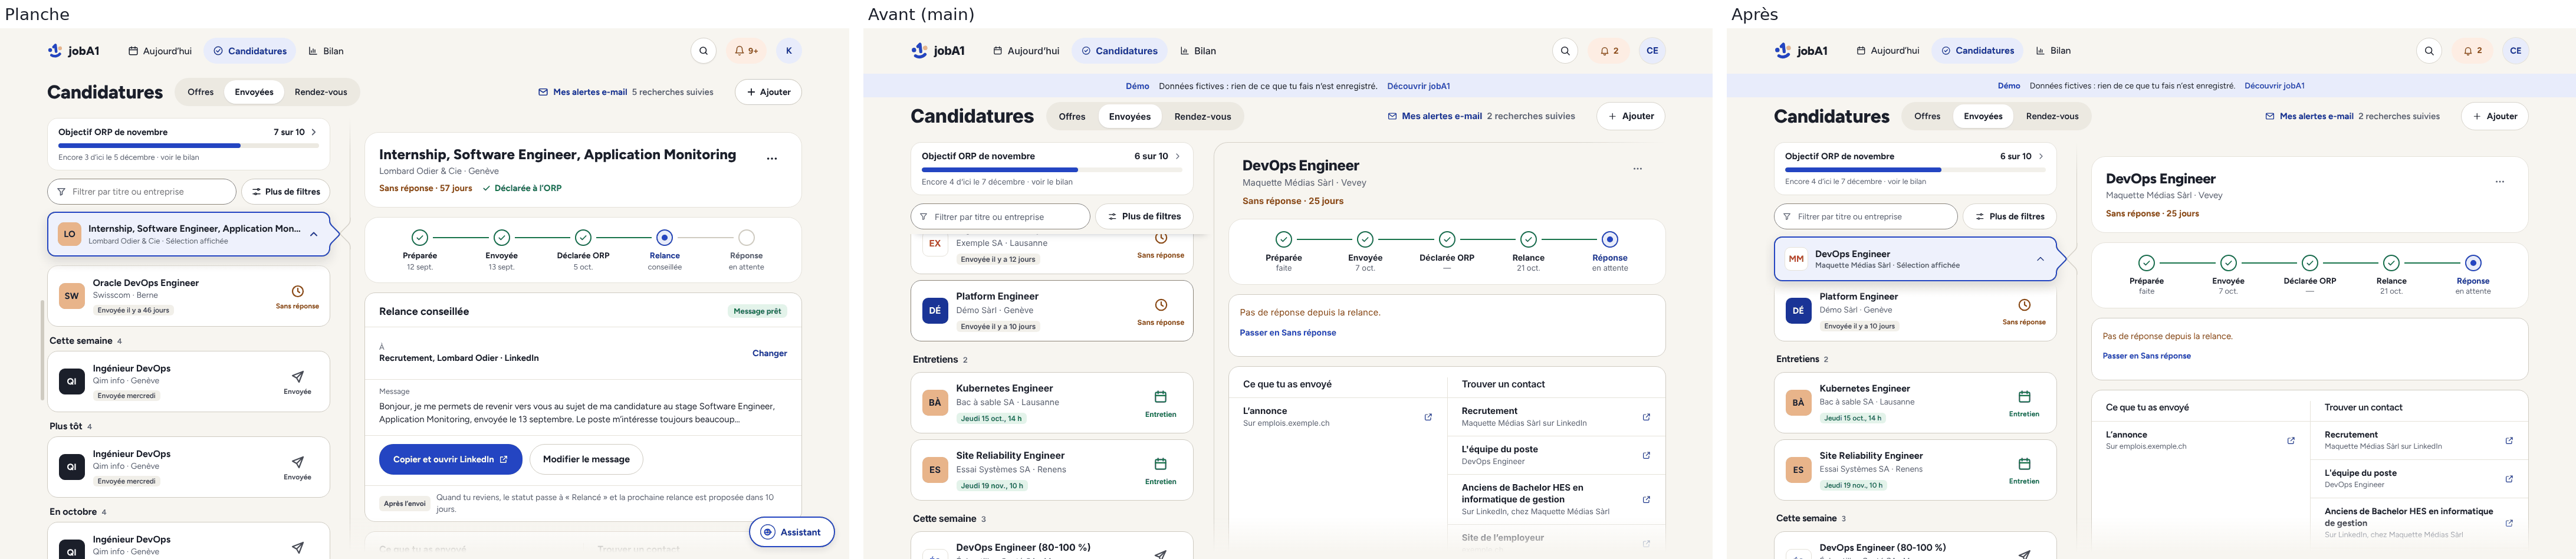 Planche
jobA1
Aujourd'hui
Candidatures
Bilan
9+
K
Candidatures
Offres
Envoyées
Rendez-vous
Mes alertes e-mail 5 recherches suivies
Ajouter
Objectif ORP de novembre
7 sur 10
Encore 3 d'ici le 5 décembre · voir le bilan
Filtrer par titre ou entreprise
Plus de filtres
LO
Internship, Software Engineer, Application Mon...
Lombard Odier & Cie · Sélection affichée
SW
Oracle DevOps Engineer
Swisscom · Berne
Envoyée il y a 46 jours
Sans réponse
Cette semaine 4
QI
Ingénieur DevOps
Qim info · Genève
Envoyée mercredi
Envoyée
Plus tôt 4
QI
Ingénieur DevOps
Qim info · Genève
Envoyée mercredi
Envoyée
En octobre 4
QI
Ingénieur DevOps
Qim info · Genève
Internship, Software Engineer, Application Monitoring
Lombard Odier & Cie · Genève
Sans réponse · 57 jours
Déclarée à l'ORP
Préparée
12 sept.
Envoyée
13 sept.
Déclarée ORP
5 oct.
Relance
conseillée
Réponse
en attente
Relance conseillée
Message prêt
À
Recrutement, Lombard Odier · LinkedIn
Changer
Message
Bonjour, je me permets de revenir vers vous au sujet de ma candidature au stage Software Engineer,
Application Monitoring, envoyée le 13 septembre. Le poste m'intéresse toujours beaucoup...
Copier et ouvrir LinkedIn
Modifier le message
Après l'envoi
Quand tu reviens, le statut passe à « Relancé » et la prochaine relance est proposée dans 10
jours.
Assistant
Ce que tu as envoyé
Trouver un contact
Avant (main)
jobA1
Aujourd'hui
Candidatures
Bilan
2
CE
Démo Données fictives : rien de ce que tu fais n'est enregistré. Découvrir jobA1
Candidatures
Offres
Envoyées
Rendez-vous
Mes alertes e-mail 2 recherches suivies
Ajouter
Objectif ORP de novembre
6 sur 10
Encore 4 d'ici le 7 décembre · voir le bilan
Filtrer par titre ou entreprise
Plus de filtres
EX
Exemple SA · Lausanne
Envoyée il y a 12 jours
Sans réponse
DÉ
Platform Engineer
Démo Sàrl · Genève
Envoyée il y a 10 jours
Sans réponse
Entretiens 2
BÀ
Kubernetes Engineer
Bac à sable SA · Lausanne
Jeudi 15 oct., 14 h
Entretien
ES
Site Reliability Engineer
Essai Systèmes SA · Renens
Jeudi 19 nov., 10 h
Entretien
Cette semaine 3
DevOps Engineer (80-100 %)
DevOps Engineer
Maquette Médias Sàrl · Vevey
Sans réponse · 25 jours
Préparée
faite
Envoyée
7 oct.
Déclarée ORP
—
Relance
21 oct.
Réponse
en attente
Pas de réponse depuis la relance.
Passer en Sans réponse
Ce que tu as envoyé
L'annonce
Sur emplois.exemple.ch
Trouver un contact
Recrutement
Maquette Médias Sàrl sur LinkedIn
L'équipe du poste
DevOps Engineer
Anciens de Bachelor HES en
informatique de gestion
Sur LinkedIn, chez Maquette Médias Sàrl
Site de l'employeur
Après
jobA1
Aujourd'hui
Candidatures
Bilan
2
CE
Démo Données fictives : rien de ce que tu fais n'est enregistré. Découvrir jobA1
Candidatures
Offres
Envoyées
Rendez-vous
Mes alertes e-mail 2 recherches suivies
Ajouter
Objectif ORP de novembre
6 sur 10
Encore 4 d'ici le 7 décembre · voir le bilan
Filtrer par titre ou entreprise
Plus de filtres
MM
DevOps Engineer
Maquette Médias Sàrl · Sélection affichée
DÉ
Platform Engineer
Démo Sàrl · Genève
Envoyée il y a 10 jours
Sans réponse
Entretiens 2
BÀ
Kubernetes Engineer
Bac à sable SA · Lausanne
Jeudi 15 oct., 14 h
Entretien
ES
Site Reliability Engineer
Essai Systèmes SA · Renens
Jeudi 19 nov., 10 h
Entretien
Cette semaine 3
DevOps Engineer (80-100 %)
DevOps Engineer
Maquette Médias Sàrl · Vevey
Sans réponse · 25 jours
Préparée
faite
Envoyée
7 oct.
Déclarée ORP
—
Relance
21 oct.
Réponse
en attente
Pas de réponse depuis la relance.
Passer en Sans réponse
Ce que tu as envoyé
L'annonce
Sur emplois.exemple.ch
Trouver un contact
Recrutement
Maquette Médias Sàrl sur LinkedIn
L'équipe du poste
DevOps Engineer
Anciens de Bachelor HES en informatique
de gestion
Sur LinkedIn, chez Maquette Médias Sàrl